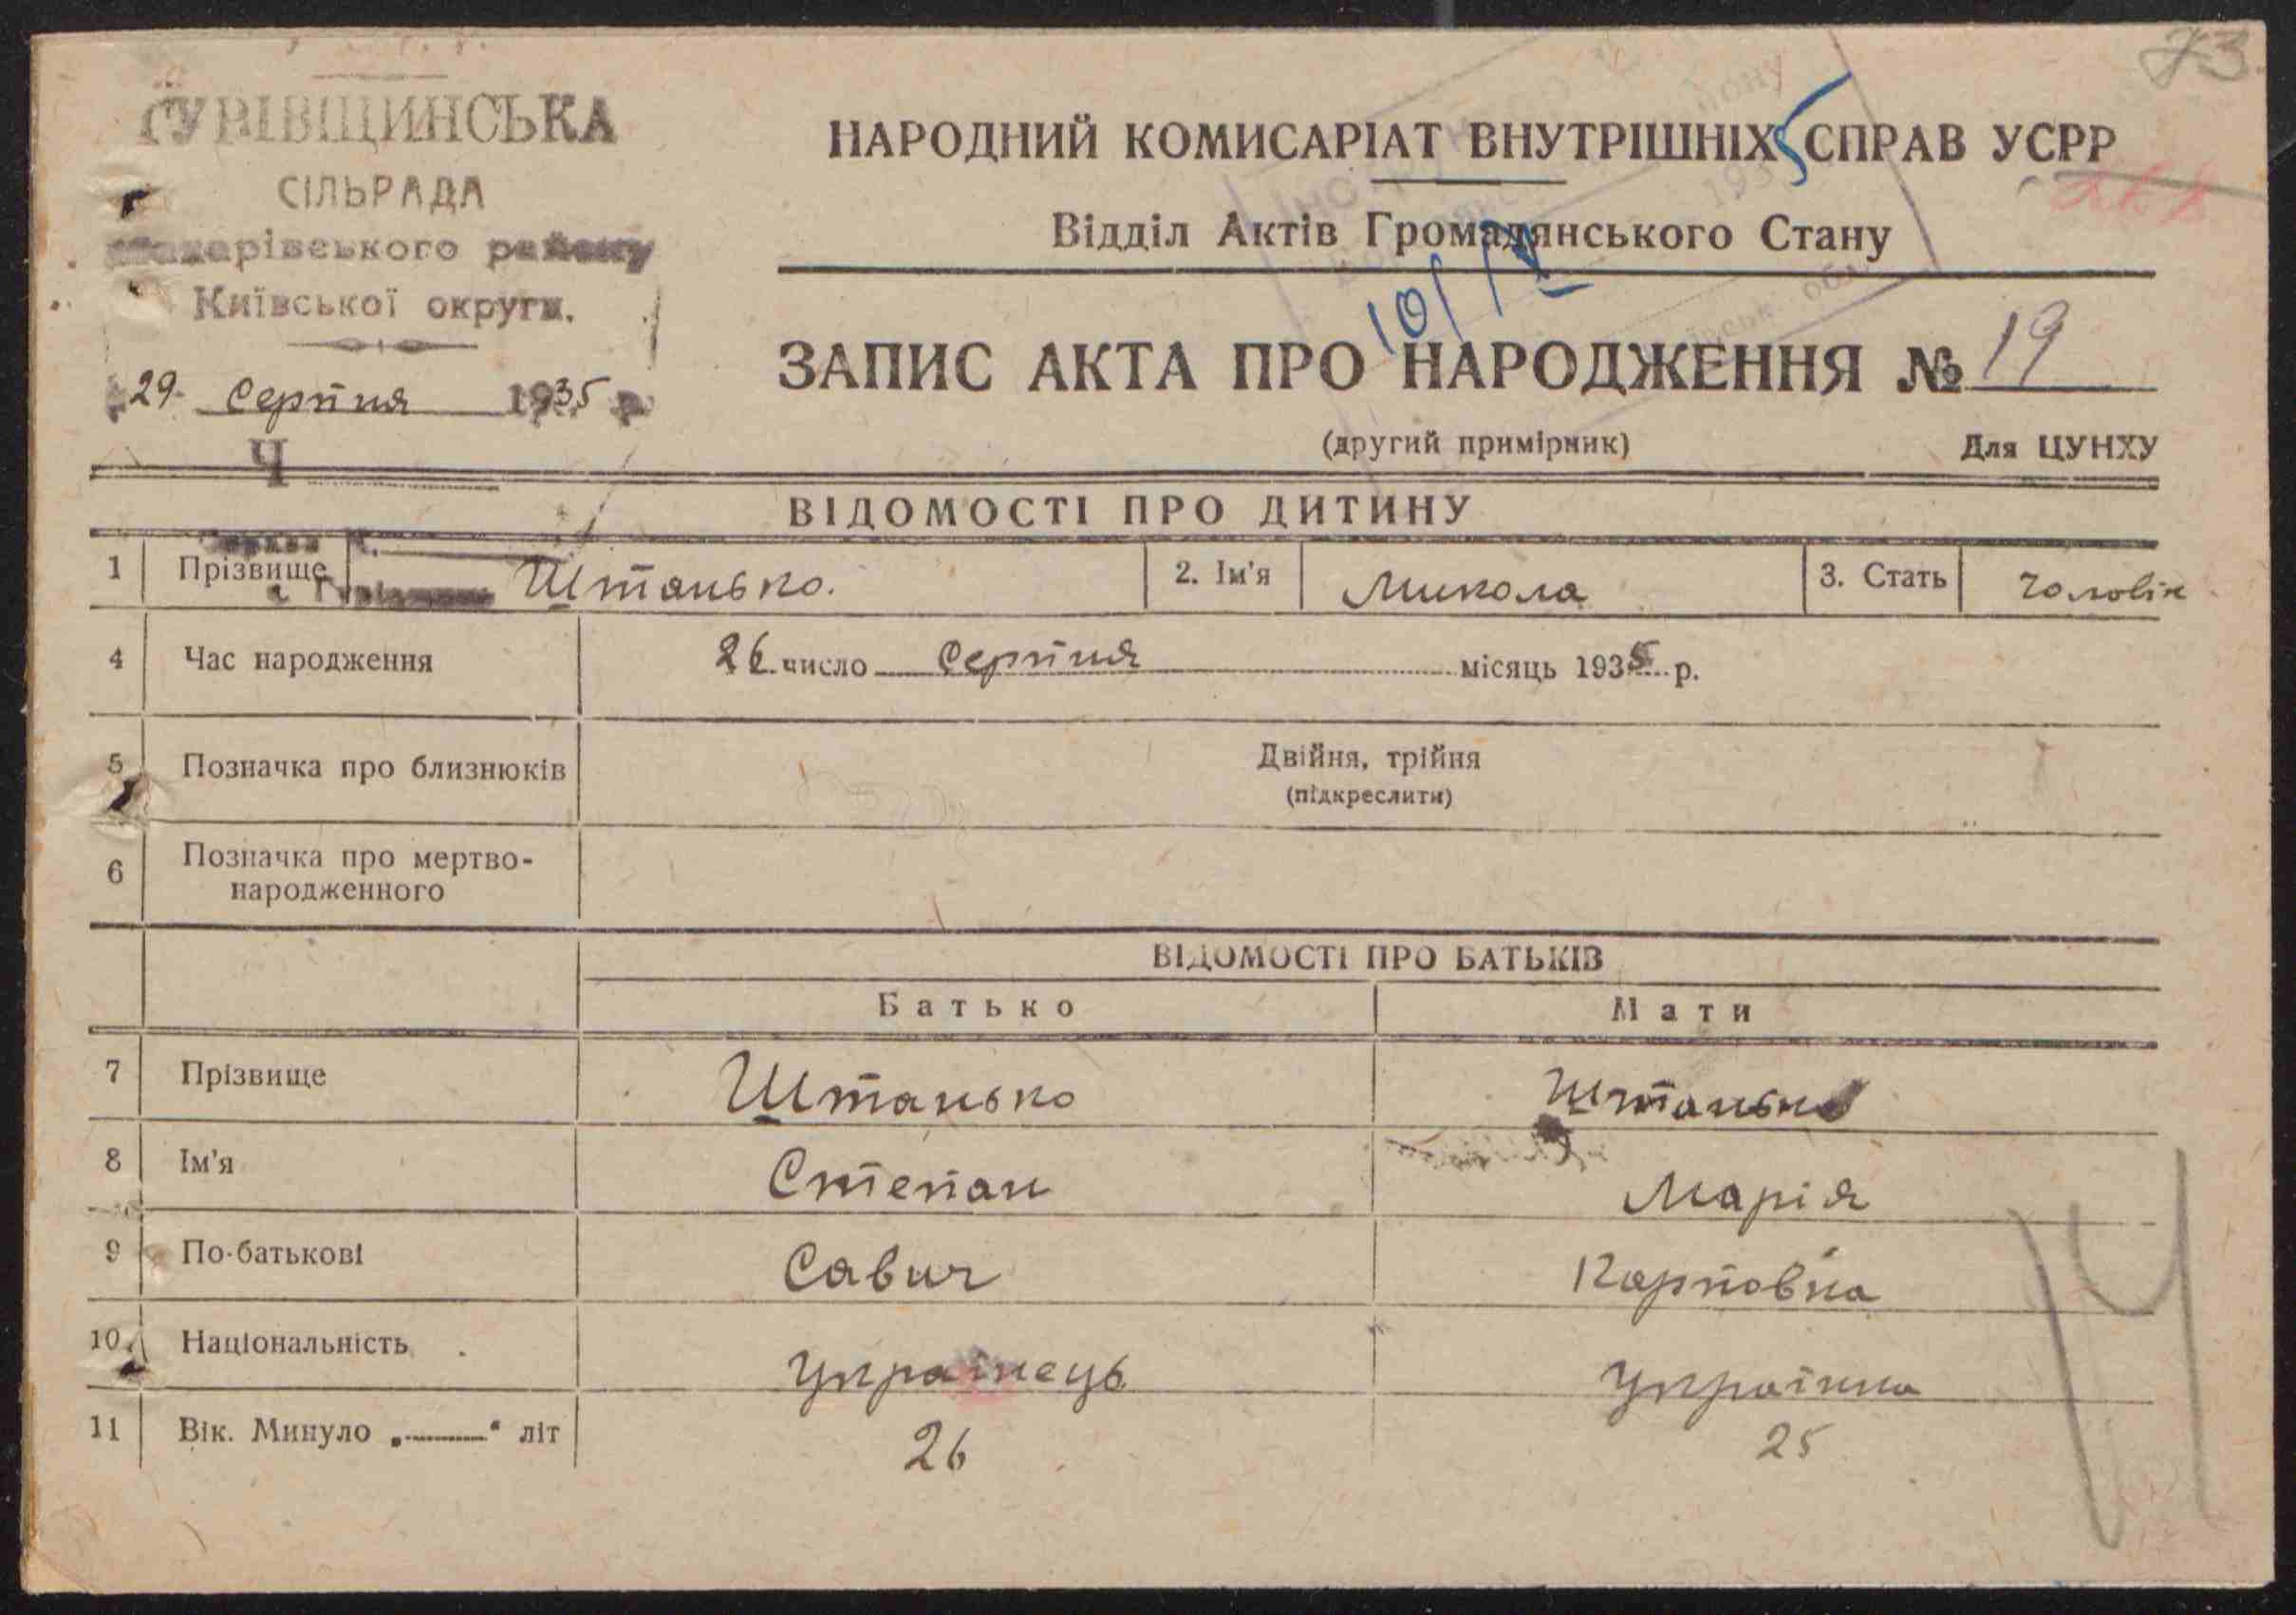 73
ГУРІВЩИНСЬКА
СІЛЬРАДА
Макарівського району
Київської округи.
29 Серпня 1935 р.
Ч
НАРОДНИЙ КОМИСАРІАТ ВНУТРІШНІХ СПРАВ УСРР
Відділ Актів Громадянського Стану
ЗАПИС АКТА ПРО НАРОДЖЕННЯ № 19
(другий примірник) Для ЦУНХУ
ВІДОМОСТІ ПРО ДИТИНУ
1 Прізвище Штанько. 2. Ім'я Микола 3. Стать Чоловік
4 Час народження 26 число Серпня місяць 1935 р.
5 Позначка про близнюків Двійня, трійня
(підкреслити)
6 Позначка про мертво-
народженного
ВІДОМОСТІ ПРО БАТЬКІВ
Батько Мати
7 Прізвище Штанько Штанько
8 Ім'я Степан Марія
9 По-батькові Савич Карповна
10 Національність Українець Українка
11 Вік. Минуло „ “ літ 26 25